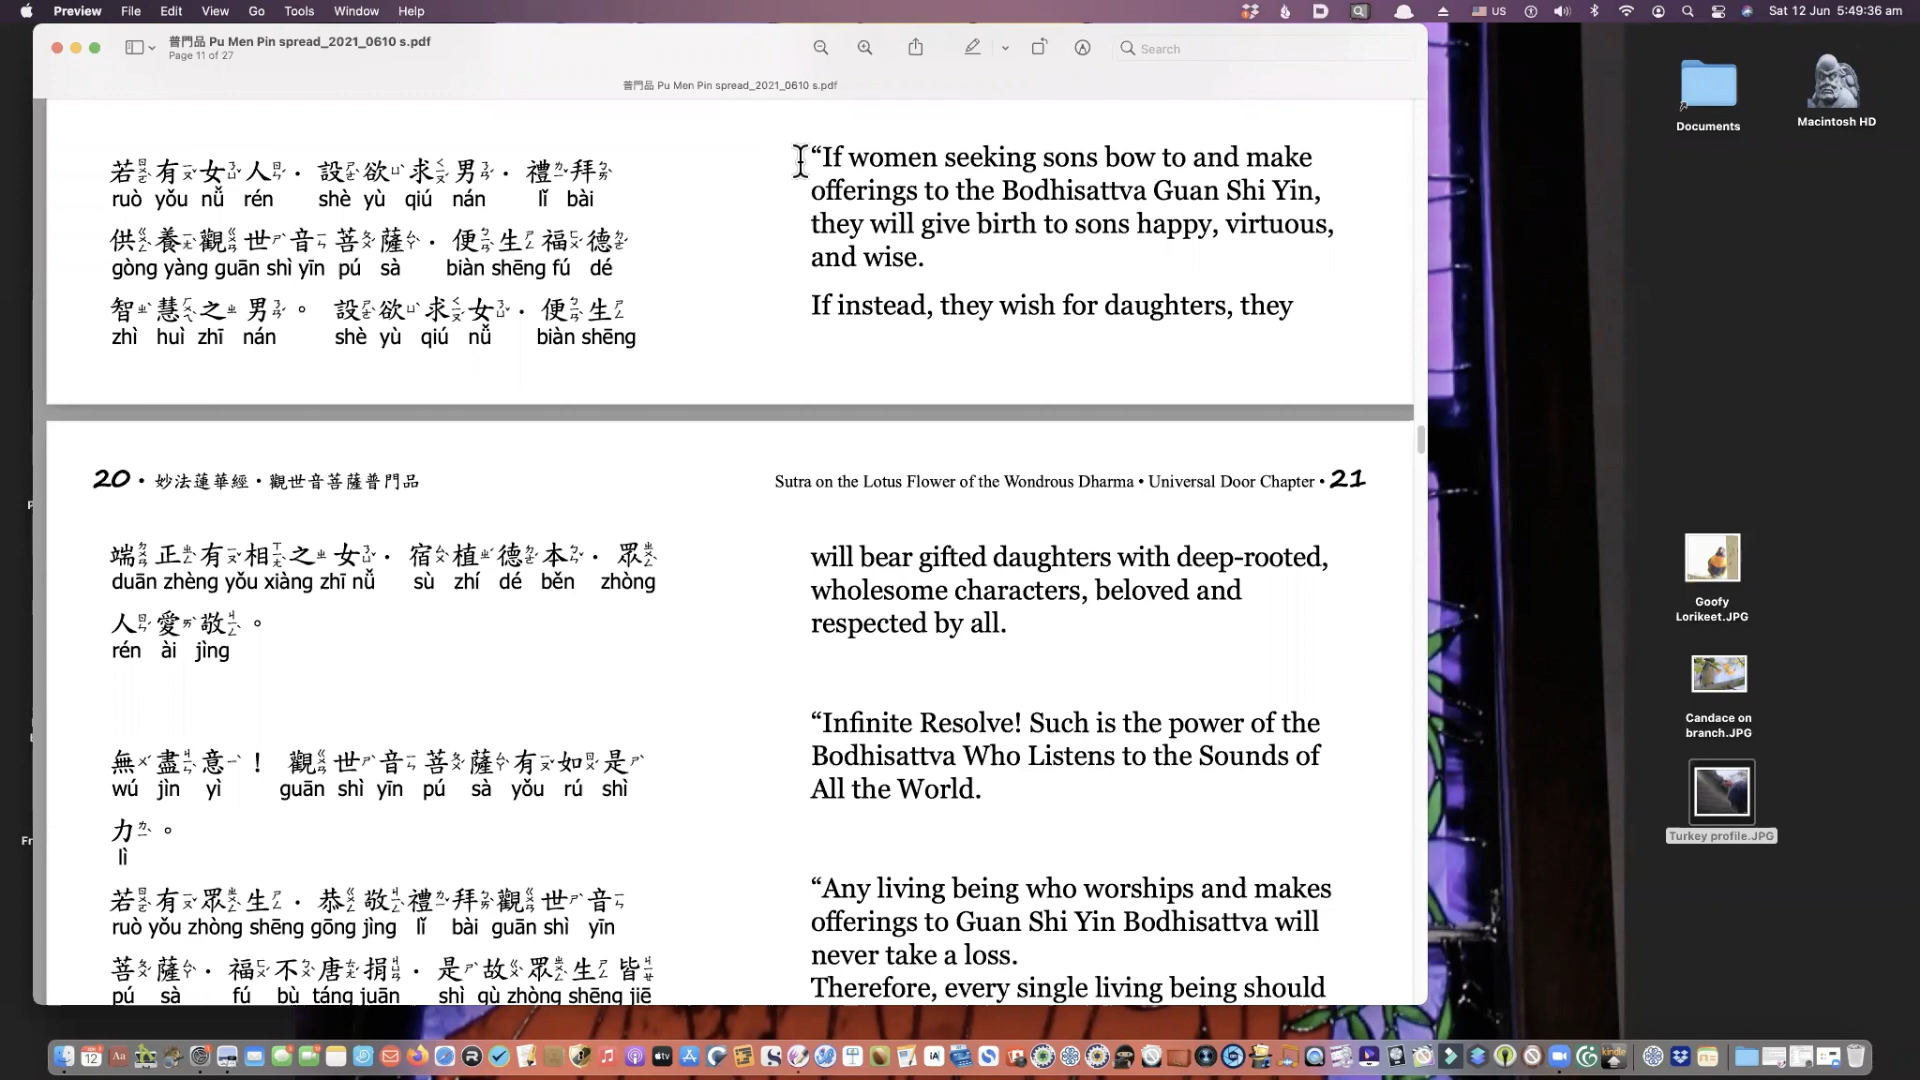 Preview File Edit View Go Tools Window Help
US Sat 12 Jun 5:49:36 am
普門品 Pu Men Pin spread_2021_0610 s.pdf
Page 11 of 27
Search
普門品 Pu Men Pin spread_2021_0610 s.pdf
若有女人．設欲求男．禮拜
ruò yǒu nǚ rén shè yù qiú nán lǐ bài
供養觀世音菩薩．便生福德
gòng yàng guān shì yīn pú sà biàn shēng fú dé
智慧之男。設欲求女．便生
zhì huì zhī nán shè yù qiú nǚ biàn shēng
“If women seeking sons bow to and make
offerings to the Bodhisattva Guan Shi Yin,
they will give birth to sons happy, virtuous,
and wise.
If instead, they wish for daughters, they
20 • 妙法蓮華經 • 觀世音菩薩普門品
Sutra on the Lotus Flower of the Wondrous Dharma • Universal Door Chapter • 21
端正有相之女．宿植德本．眾
duān zhèng yǒu xiàng zhī nǚ sù zhí dé běn zhòng
人愛敬。
rén ài jìng
無盡意！觀世音菩薩有如是
wú jìn yì guān shì yīn pú sà yǒu rú shì
力。
lì
若有眾生．恭敬禮拜觀世音
ruò yǒu zhòng shēng gōng jìng lǐ bài guān shì yīn
菩薩．福不唐捐．是故眾生皆
pú sà fú bù táng juān shì gù zhòng shēng jiē
will bear gifted daughters with deep-rooted,
wholesome characters, beloved and
respected by all.
“Infinite Resolve! Such is the power of the
Bodhisattva Who Listens to the Sounds of
All the World.
“Any living being who worships and makes
offerings to Guan Shi Yin Bodhisattva will
never take a loss.
Therefore, every single living being should
Documents
Macintosh HD
Goofy
Lorikeet.JPG
Candace on
branch.JPG
Turkey profile.JPG